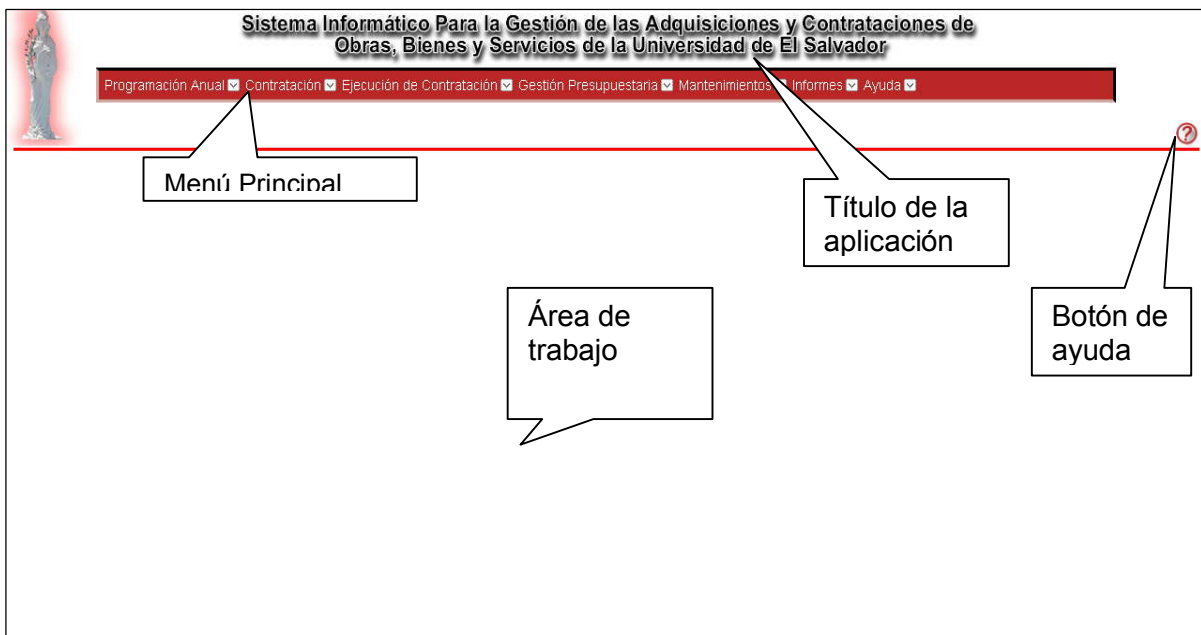 Sistema Informático Para la Gestión de las Adquisiciones y Contrataciones de
Obras, Bienes y Servicios de la Universidad de El Salvador
Programación Anual Contratación Ejecución de Contratación Gestión Presupuestaria Mantenimientos Informes Ayuda
?
Menú Principal
Título de la
aplicación
Área de
trabajo
Botón de
ayuda